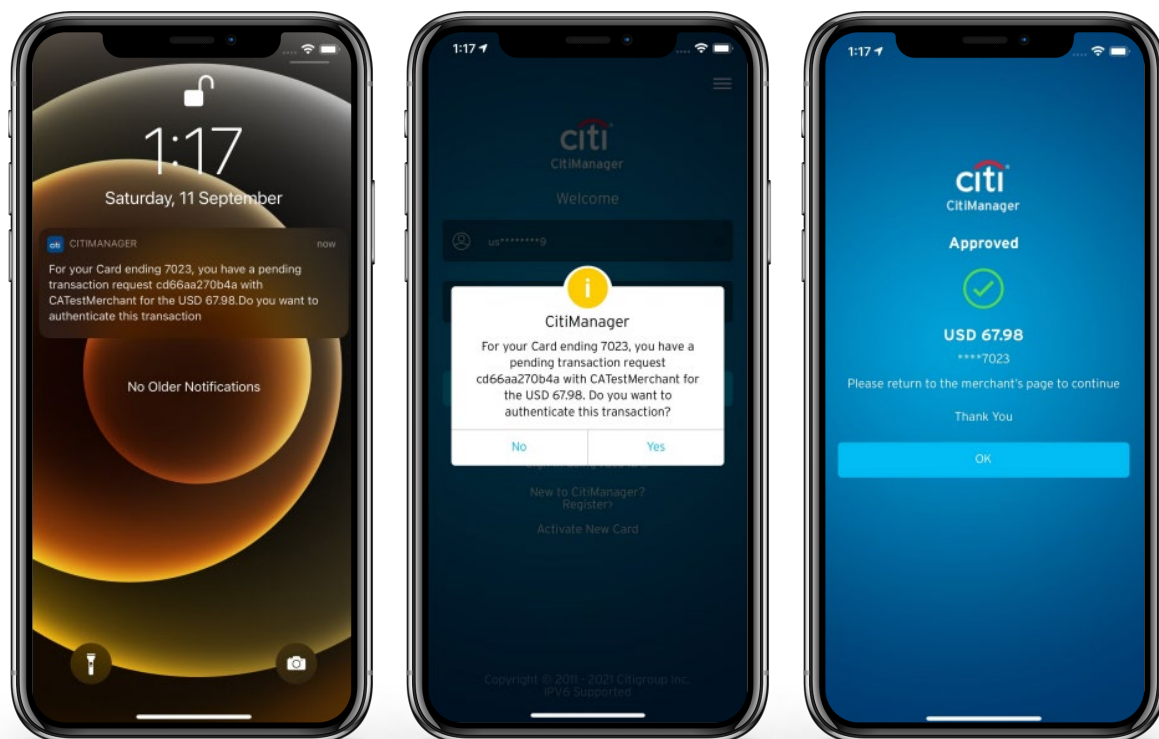 1:17
Saturday, 11 September
citi CITIMANAGER now
For your Card ending 7023, you have a pending
transaction request cd66aa270b4a with
CATestMerchant for the USD 67.98.Do you want to
authenticate this transaction
No Older Notifications
1:17
citi
CitiManager
Welcome
us********9
i
CitiManager
For your Card ending 7023, you have a
pending transaction request
cd66aa270b4a with CATestMerchant for
the USD 67.98. Do you want to
authenticate this transaction?
No Yes
New to CitiManager?
Register>
Activate New Card
Copyright © 2011 - 2021 Citigroup Inc.
IPV6 Supported
1:17
citi
CitiManager
Approved
USD 67.98
****7023
Please return to the merchant's page to continue
Thank You
OK